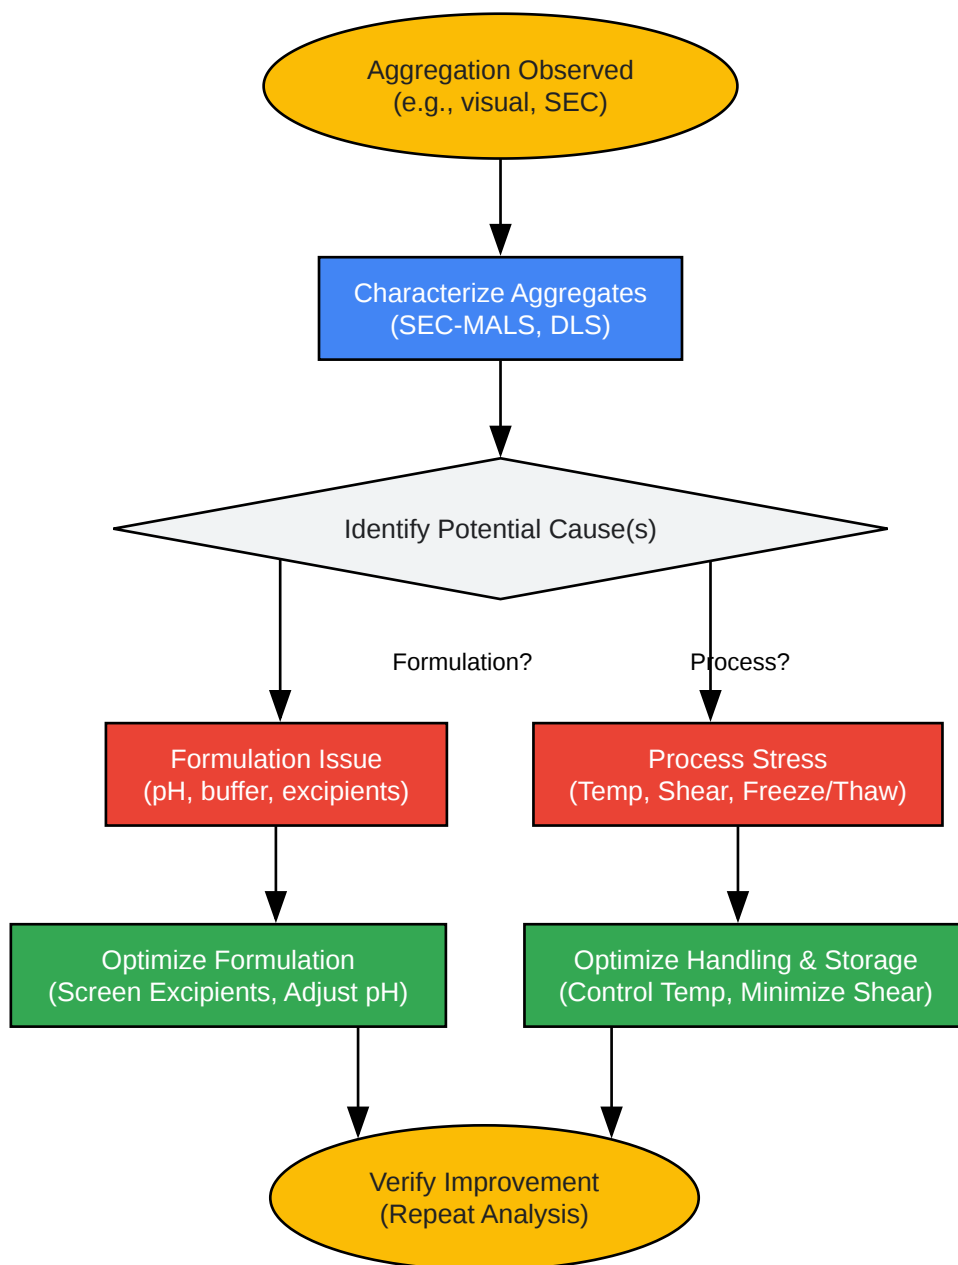 Aggregation Observed
(e.g., visual, SEC)
Characterize Aggregates
(SEC-MALS, DLS)
Identify Potential Cause(s)
Formulation?
Process?
Formulation Issue
(pH, buffer, excipients)
Process Stress
(Temp, Shear, Freeze/Thaw)
Optimize Formulation
(Screen Excipients, Adjust pH)
Optimize Handling & Storage
(Control Temp, Minimize Shear)
Verify Improvement
(Repeat Analysis)